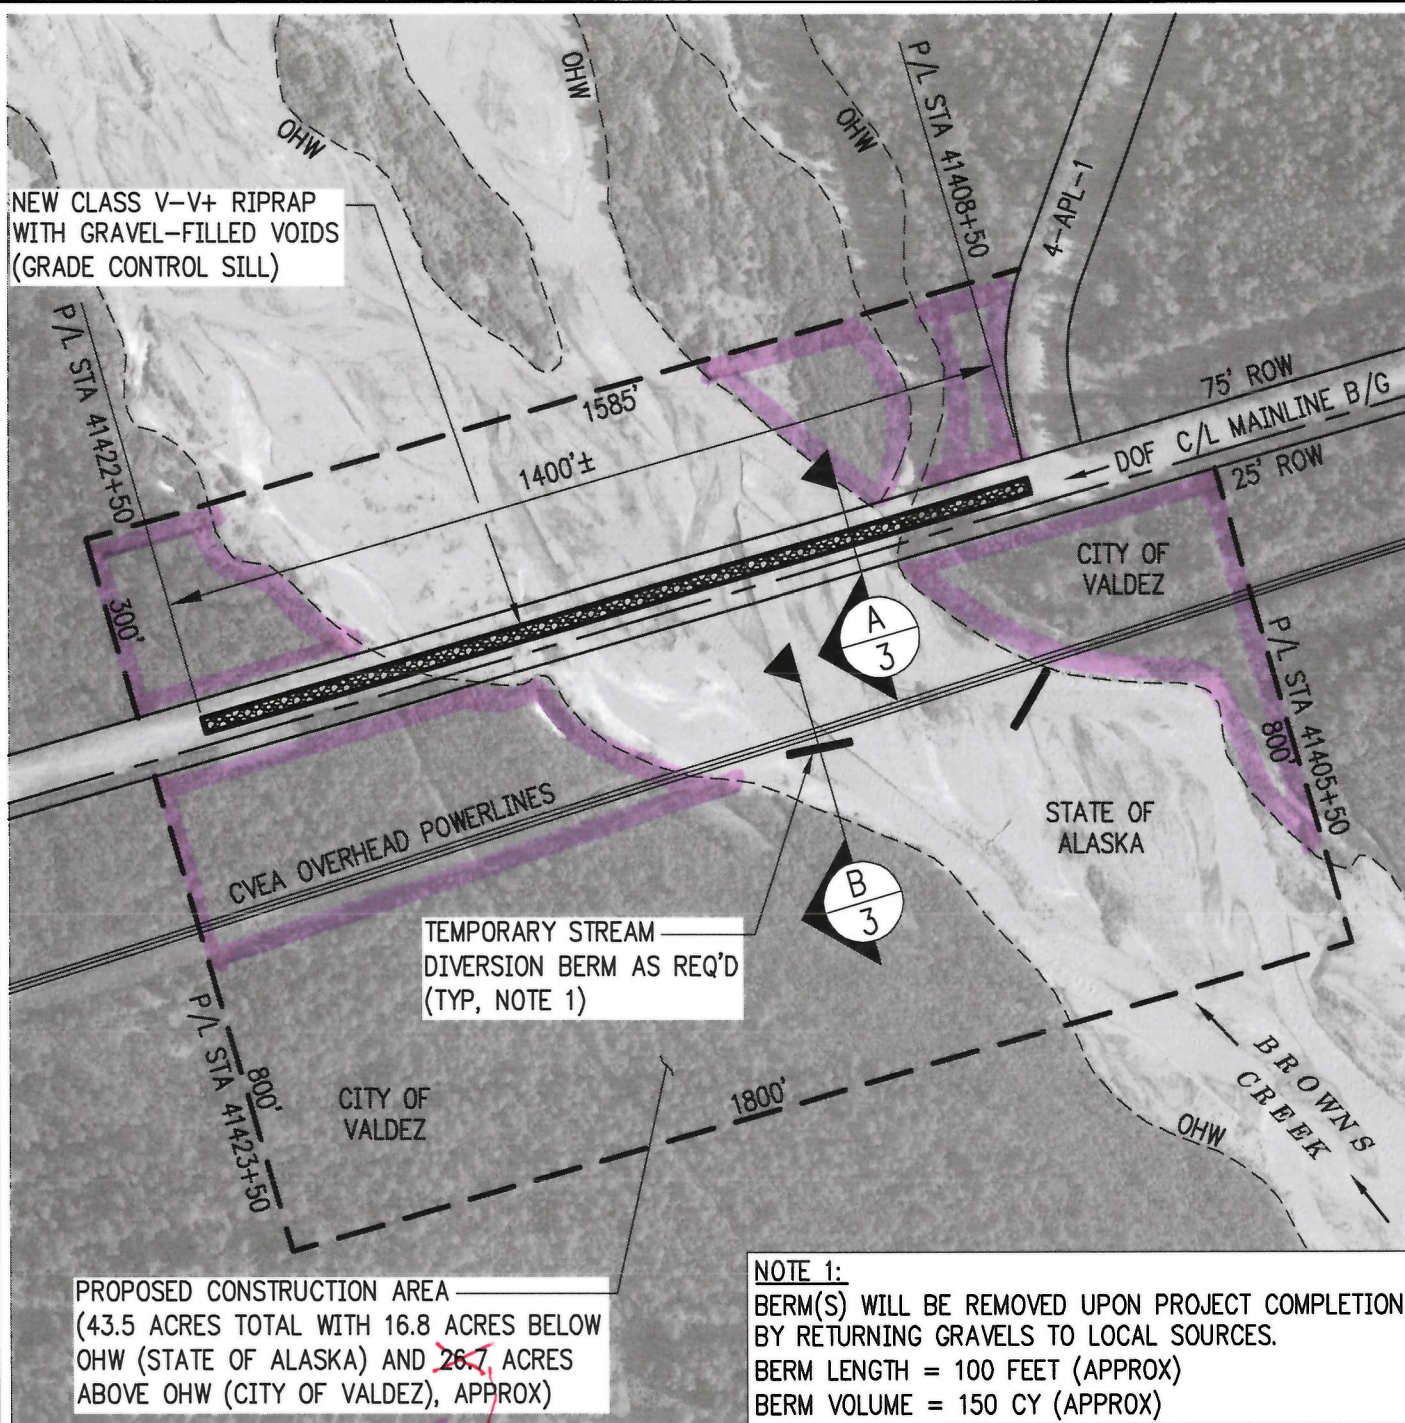 OHW
OHW
OHW
P/L STA 41408+50
4-APL-1
NEW CLASS V-V+ RIPRAP
WITH GRAVEL-FILLED VOIDS
(GRADE CONTROL SILL)
P/L STA 41422+50
1585'
1400'±
75' ROW
DOF C/L MAINLINE B/G
25' ROW
300'
CITY OF
VALDEZ
A
3
P/L STA 41405+50
800'
CVEA OVERHEAD POWERLINES
STATE OF
ALASKA
B
3
TEMPORARY STREAM
DIVERSION BERM AS REQ'D
(TYP, NOTE 1)
P/L STA 41423+50
800'
CITY OF
VALDEZ
1800'
BROWNS
CREEK
OHW
PROPOSED CONSTRUCTION AREA
(43.5 ACRES TOTAL WITH 16.8 ACRES BELOW
OHW (STATE OF ALASKA) AND 26.7 ACRES
ABOVE OHW (CITY OF VALDEZ), APPROX)
NOTE 1:
BERM(S) WILL BE REMOVED UPON PROJECT COMPLETION
BY RETURNING GRAVELS TO LOCAL SOURCES.
BERM LENGTH = 100 FEET (APPROX)
BERM VOLUME = 150 CY (APPROX)